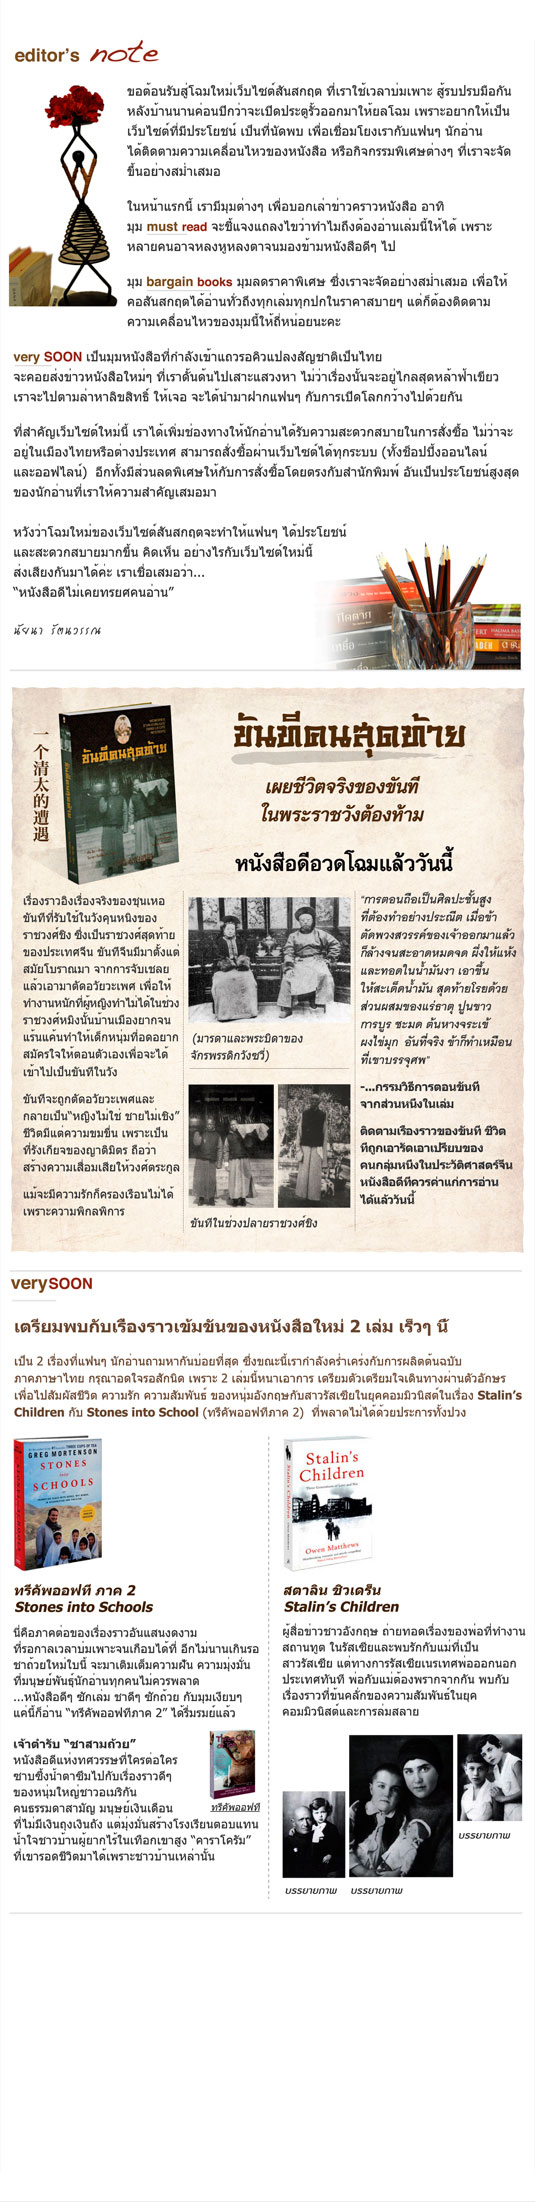 editor's note
ขอต้อนรับสู่โฉมใหม่เว็บไซต์สันสกฤต ที่เราใช้เวลาบ่มเพาะ สู้รบปรบมือกัน
หลังบ้านนานค่อนปีกว่าจะเปิดประตูรั้วออกมาให้ยลโฉม เพราะอยากให้เป็น
เว็บไซต์ที่มีประโยชน์ เป็นที่นัดพบ เพื่อเชื่อมโยงเรากับแฟนๆ นักอ่าน
ได้ติดตามความเคลื่อนไหวของหนังสือ หรือกิจกรรมพิเศษต่างๆ ที่เราจะจัด
ขึ้นอย่างสม่ำเสมอ
ในหน้าแรกนี้ เรามีมุมต่างๆ เพื่อบอกเล่าข่าวคราวหนังสือ อาทิ
มุม must read จะชี้แจงแถลงไขว่าทำไมถึงต้องอ่านเล่มนี้ให้ได้ เพราะ
หลายคนอาจหลงหูหลงตาจนมองข้ามหนังสือดีๆ ไป
มุม bargain books มุมลดราคาพิเศษ ซึ่งเราจะจัดอย่างสม่ำเสมอ เพื่อให้
คอสันสกฤตได้อ่านทั่วถึงทุกเล่มทุกปกในราคาสบายๆ แต่ก็ต้องติดตาม
ความเคลื่อนไหวของมุมนี้ให้ถี่หน่อยนะคะ
very SOON เป็นมุมหนังสือที่กำลังเข้าแถวรอคิวแปลงสัญชาติเป็นไทย
จะคอยส่งข่าวหนังสือใหม่ๆ ที่เราดั้นด้นไปเสาะแสวงหา ไม่ว่าเรื่องนั้นจะอยู่ไกลสุดหล้าฟ้าเขียว
เราจะไปตามล่าหาลิขสิทธิ์ ให้เจอ จะได้นำมาฝากแฟนๆ กับการเปิดโลกกว้างไปด้วยกัน
ที่สำคัญเว็บไซต์ใหม่นี้ เราได้เพิ่มช่องทางให้นักอ่านได้รับความสะดวกสบายในการสั่งซื้อ ไม่ว่าจะ
อยู่ในเมืองไทยหรือต่างประเทศ สามารถสั่งซื้อผ่านเว็บไซต์ได้ทุกระบบ (ทั้งช้อปปิ้งออนไลน์
และออฟไลน์) อีกทั้งมีส่วนลดพิเศษให้กับการสั่งซื้อโดยตรงกับสำนักพิมพ์ อันเป็นประโยชน์สูงสุด
ของนักอ่านที่เราให้ความสำคัญเสมอมา
หวังว่าโฉมใหม่ของเว็บไซต์สันสกฤตจะทำให้แฟนๆ ได้ประโยชน์
และสะดวกสบายมากขึ้น คิดเห็น อย่างไรกับเว็บไซต์ใหม่นี้
ส่งเสียงกันมาได้ค่ะ เราเชื่อเสมอว่า...
"หนังสือดีไม่เคยทรยศคนอ่าน"
นัยนา รัตนวรรณ
一个清太的遭遇
ขันทีคนสุดท้าย
ขันทีคนสุดท้าย
เผยชีวิตจริงของขันที
ในพระราชวังต้องห้าม
หนังสือดีอวดโฉมแล้ววันนี้
เรื่องราวอิงเรื่องจริงของชุนเหอ
ขันทีที่รับใช้ในวังคุนหนิงของ
ราชวงศ์ชิง ซึ่งเป็นราชวงศ์สุดท้าย
ของประเทศจีน ขันทีจีนมีมาตั้งแต่
สมัยโบราณมา จากการจับเชลย
แล้วเอามาตัดอวัยวะเพศ เพื่อให้
ทำงานหนักที่ผู้หญิงทำไม่ได้ในช่วง
ราชวงศ์หมิงนั้นบ้านเมืองยากจน
แร้นแค้นทำให้เด็กหนุ่มที่อดอยาก
สมัครใจให้ตอนตัวเองเพื่อจะได้
เข้าไปเป็นขันทีในวัง
ขันทีจะถูกตัดอวัยวะเพศและ
กลายเป็น"หญิงไม่ใช่ ชายไม่เชิง"
ชีวิตมีแต่ความขมขื่น เพราะเป็น
ที่รังเกียจของญาติมิตร ถือว่า
สร้างความเสื่อมเสียให้วงศ์ตระกูล
แม้จะมีความรักก็ครองเรือนไม่ได้
เพราะความพิกลพิการ
(มารดาและพระบิดาของ
จักรพรรดิกวังซวี่)
ขันทีในช่วงปลายราชวงศ์ชิง
"การตอนถือเป็นศิลปะชั้นสูง
ที่ต้องทำอย่างประณีต เมื่อข้า
ตัดพวงสวรรค์ของเจ้าออกมาแล้ว
ก็ล้างจนสะอาดหมดจด ผึ่งให้แห้ง
และทอดในน้ำมันงา เอาขึ้น
ให้สะเด็ดน้ำมัน สุดท้ายโรยด้วย
ส่วนผสมของแร่ธาตุ ปูนขาว
การบูร ชะมด ต้นหางจระเข้
ผงไข่มุก อันที่จริง ข้าก็ทำเหมือน
ที่เขาบรรจุศพ"
-...กรรมวิธีการตอนขันที
จากส่วนหนึ่งในเล่ม
ติดตามเรื่องราวของขันที ชีวิต
ที่ถูกเอารัดเอาเปรียบของ
คนกลุ่มหนึ่งในประวัติศาสตร์จีน
หนังสือดีที่ควรค่าแก่การอ่าน
ได้แล้ววันนี้
very SOON
เตรียมพบกับเรื่องราวเข้มข้นของหนังสือใหม่ 2 เล่ม เร็วๆ นี้
เป็น 2 เรื่องที่แฟนๆ นักอ่านถามหากันบ่อยที่สุด ซึ่งขณะนี้เรากำลังคร่ำเคร่งกับการผลิตต้นฉบับ
ภาคภาษาไทย กรุณาอดใจรอสักนิด เพราะ 2 เล่มนี้หนาเอาการ เตรียมตัวเตรียมใจเดินทางผ่านตัวอักษร
เพื่อไปสัมผัสชีวิต ความรัก ความสัมพันธ์ ของหนุ่มอังกฤษกับสาวรัสเซียในยุคคอมมิวนิสต์ในเรื่อง Stalin's
Children กับ Stones into School (ทรีคัพออฟทีภาค 2) ที่พลาดไม่ได้ด้วยประการทั้งปวง
THREE CUPS OF TEA
GREG MORTENSON
STONES
INTO
SCHOOLS
ทรีคัพออฟที ภาค 2
Stones into Schools
นี่คือภาคต่อของเรื่องราวอันแสนงดงาม
ที่รอกาลเวลาบ่มเพาะจนเกือบได้ที่ อีกไม่นานเกินรอ
ชาถ้วยใหม่ใบนี้ จะมาเติมเต็มความฝัน ความมุ่งมั่น
ที่มนุษย์พันธุ์นักอ่านทุกคนไม่ควรพลาด
...หนังสือดีๆ ซักเล่ม ชาดีๆ ซักถ้วย กับมุมเงียบๆ
แค่นี้ก็อ่าน "ทรีคัพออฟทีภาค 2" ได้รื่นรมย์แล้ว
เจ้าตำรับ "ชาสามถ้วย"
หนังสือดีแห่งทศวรรษที่ใครต่อใคร
ซาบซึ้งน้ำตาซึมไปกับเรื่องราวดีๆ
ของหนุ่มใหญ่ชาวอเมริกัน
คนธรรมดาสามัญ มนุษย์เงินเดือน
ที่ไม่มีเงินถุงเงินถัง แต่มุ่งมั่นสร้างโรงเรียนตอบแทน
น้ำใจชาวบ้านผู้ยากไร้ในเทือกเขาสูง "คาราโครัม"
ที่เขารอดชีวิตมาได้เพราะชาวบ้านเหล่านั้น
ทรีคัพออฟที
Stalin's
Children
Owen Matthews
สตาลิน ชิวเดร็น
Stalin's Children
ผู้สื่อข่าวชาวอังกฤษ ถ่ายทอดเรื่องของพ่อที่ทำงาน
สถานทูต ในรัสเซียและพบรักกับแม่ที่เป็น
สาวรัสเซีย แต่ทางการรัสเซียเนรเทศพ่อออกนอก
ประเทศทันที พ่อกับแม่ต้องพรากจากกัน พบกับ
เรื่องราวที่ข้นคลั่กของความสัมพันธ์ในยุค
คอมมิวนิสต์และการล่มสลาย
บรรยายภาพ
บรรยายภาพ
บรรยายภาพ